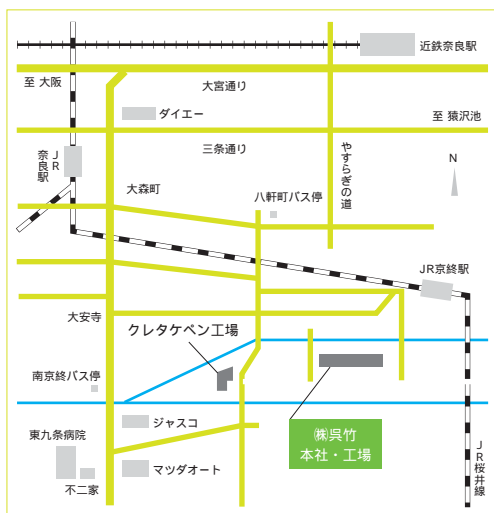 近鉄奈良駅
至 大阪
大宮通り
ダイエー
至 猿沢池
三条通り
やすらぎの道
JR
奈良駅
N
大森町
八軒町バス停
JR京終駅
大安寺
クレタケペン工場
南京終バス停
ジャスコ
㈱呉竹
本社・工場
東九条病院
マツダオート
不二家
JR桜井線